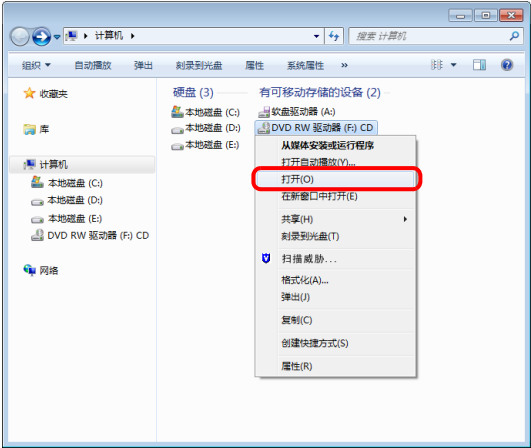 计算机
搜索 计算机
组织 自动播放 弹出 刻录到光盘 属性 系统属性 »
收藏夹
库
计算机
本地磁盘 (C:)
本地磁盘 (D:)
本地磁盘 (E:)
DVD RW 驱动器 (F:) CD
网络
硬盘 (3)
本地磁盘 (C:)
本地磁盘 (D:)
本地磁盘 (E:)
有可移动存储的设备 (2)
软盘驱动器 (A:)
DVD RW 驱动器 (F:) CD
从媒体安装或运行程序
打开自动播放(Y)...
打开(O)
在新窗口中打开(E)
共享(H)
刻录到光盘(T)
扫描威胁...
格式化(A)...
弹出(J)
复制(C)
创建快捷方式(S)
属性(R)